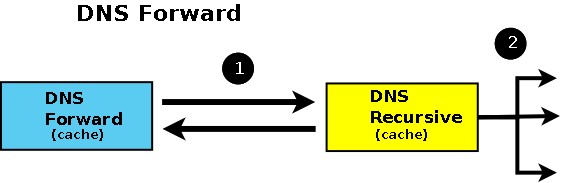 DNS Forward
1
2
DNS
Forward
(cache)
DNS
Recursive
(cache)